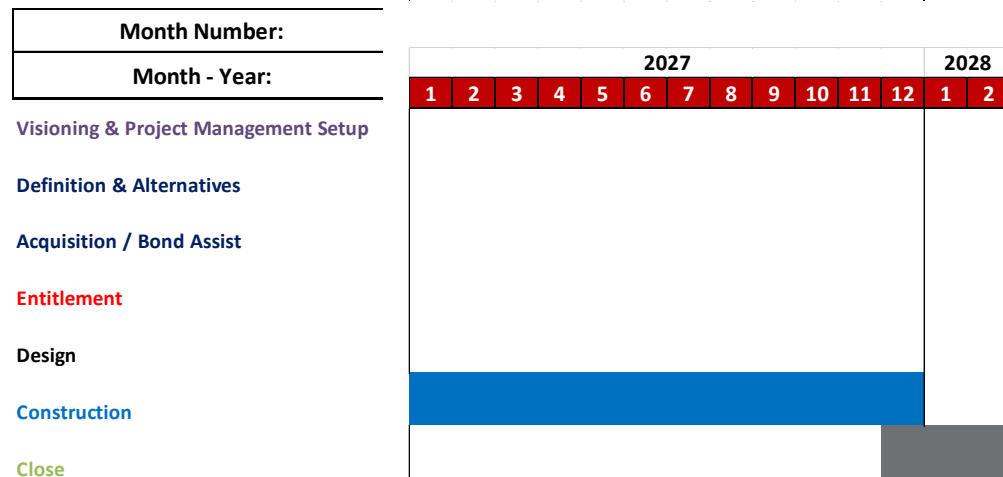 Month Number:
2027 2028
Month - Year:
1 2 3 4 5 6 7 8 9 10 11 12 1 2
Visioning & Project Management Setup
Definition & Alternatives
Acquisition / Bond Assist
Entitlement
Design
Construction
Close